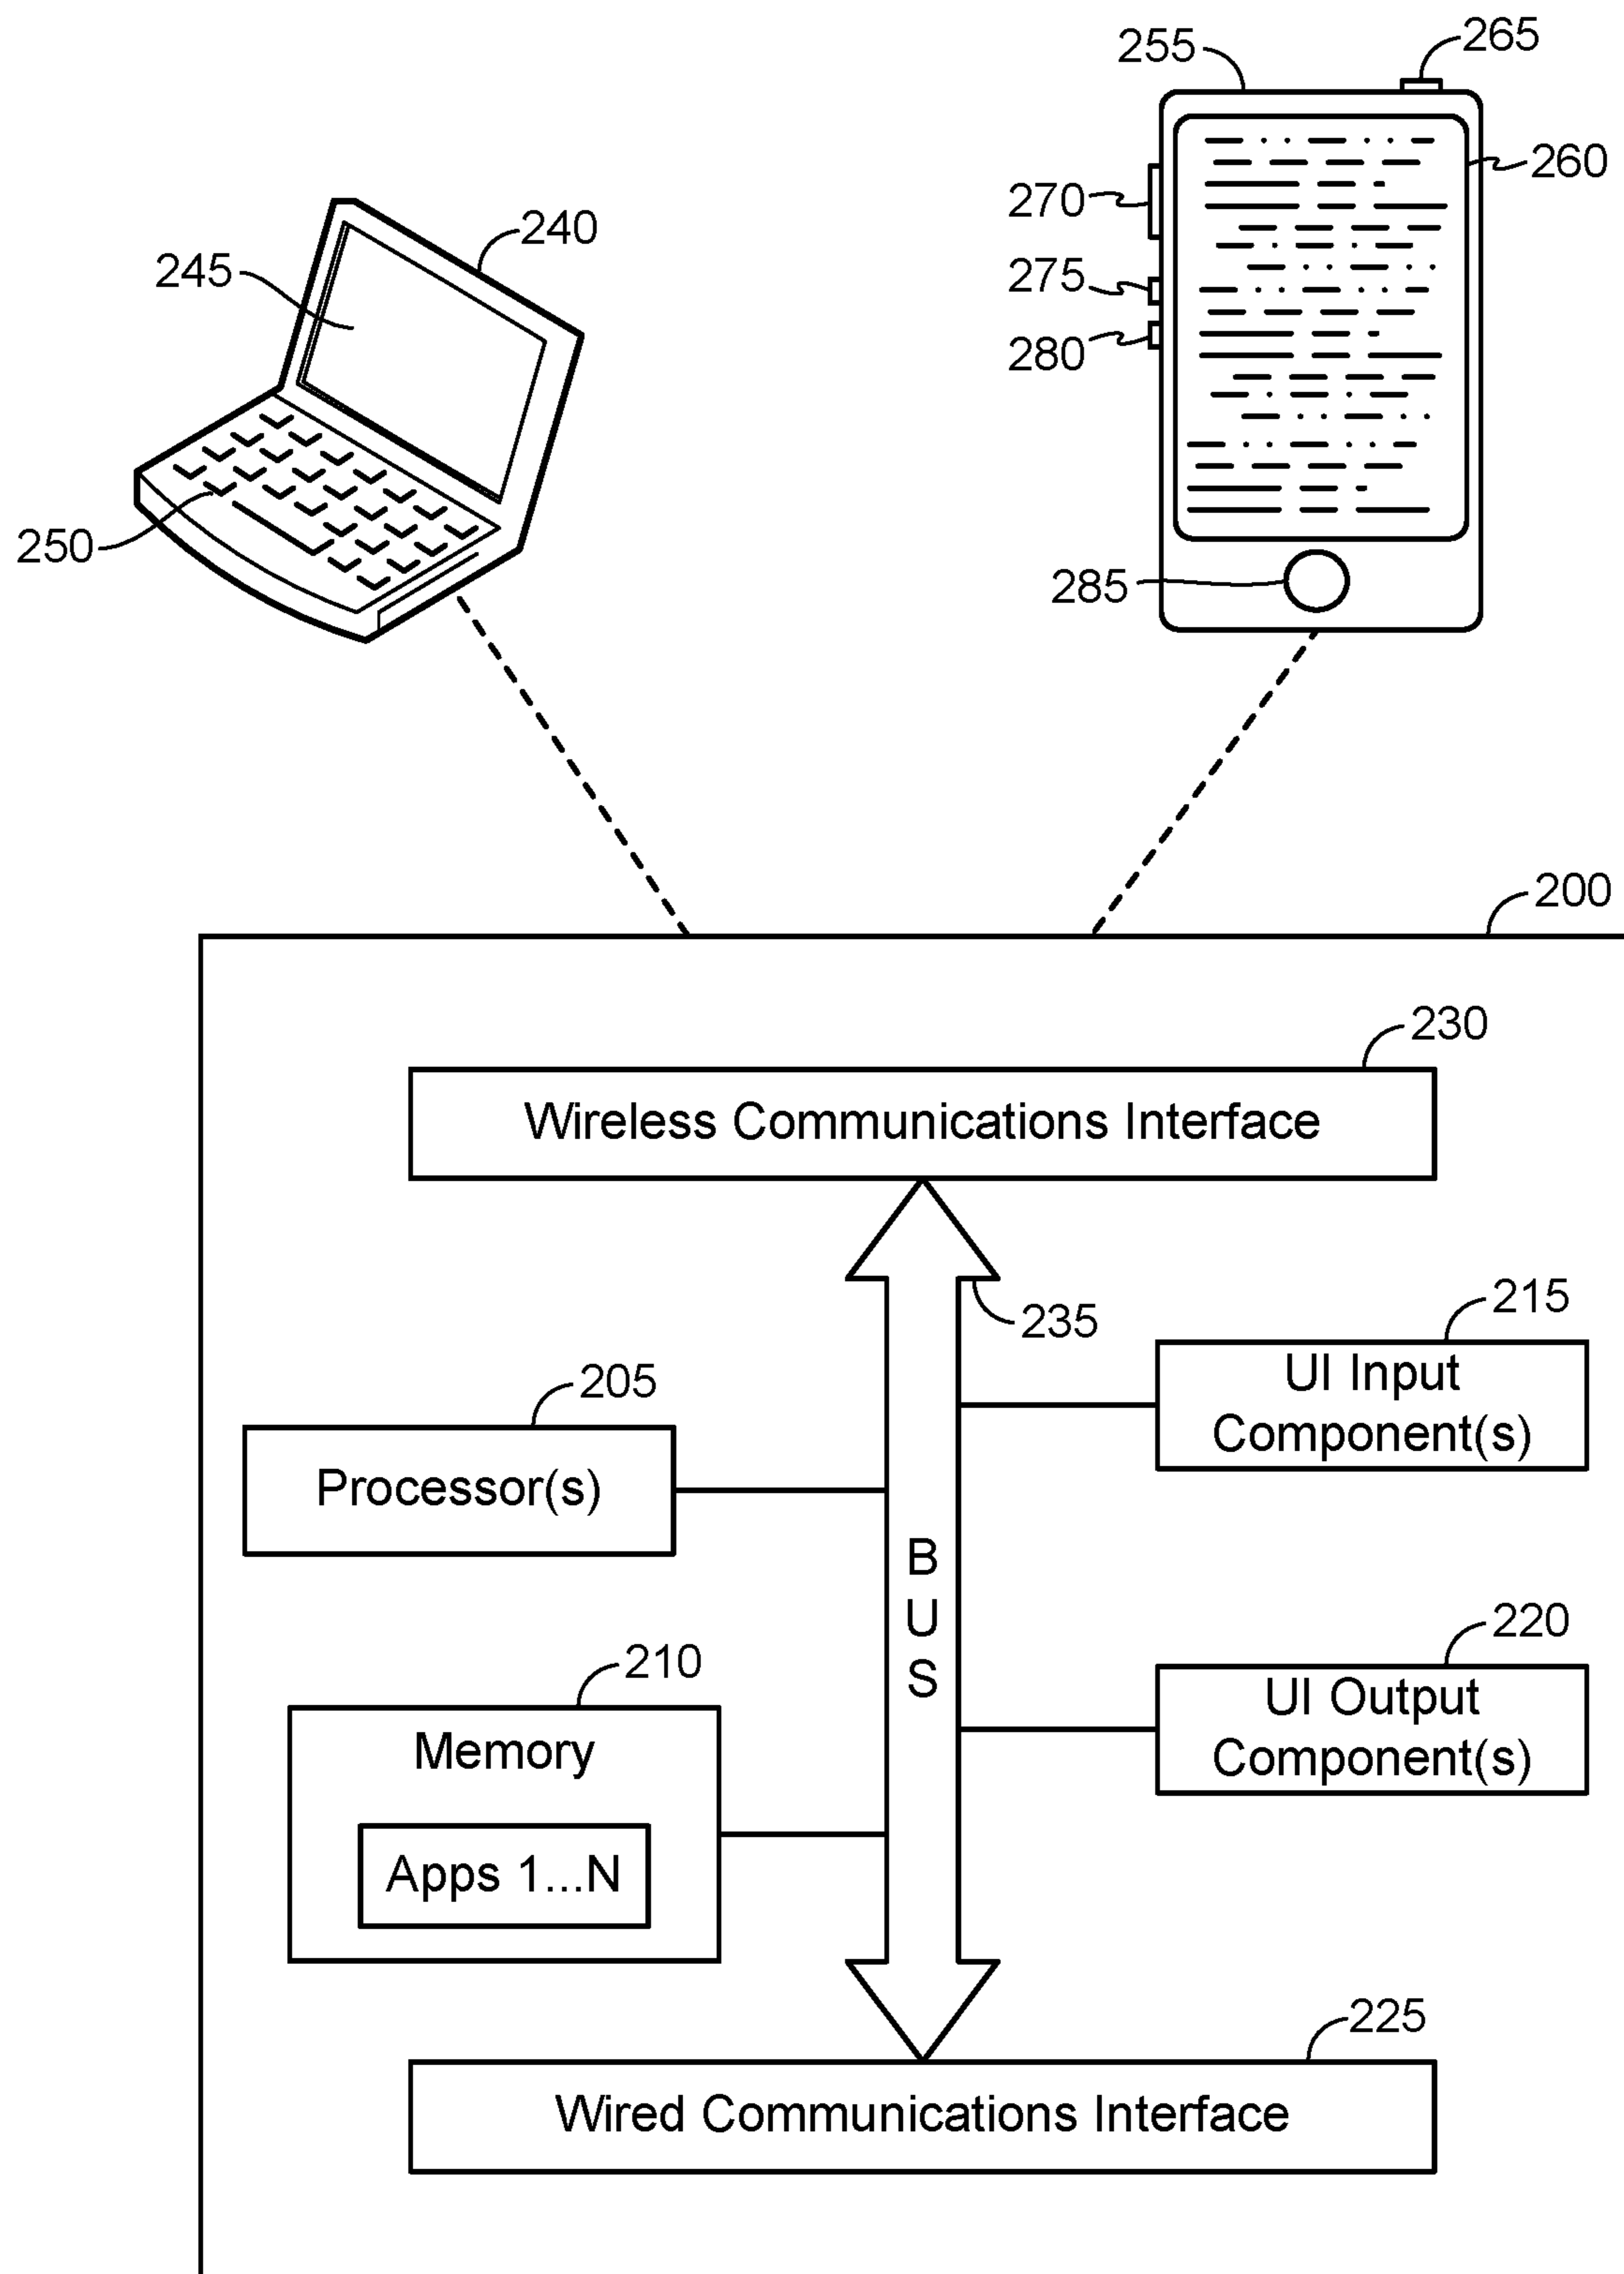 265
255
260
270
240
245
275
280
250
285
200
230
Wireless Communications Interface
235
215
UI Input
Component(s)
205
Processor(s)
B
U
S
220
UI Output
Component(s)
210
Memory
Apps 1...N
225
Wired Communications Interface